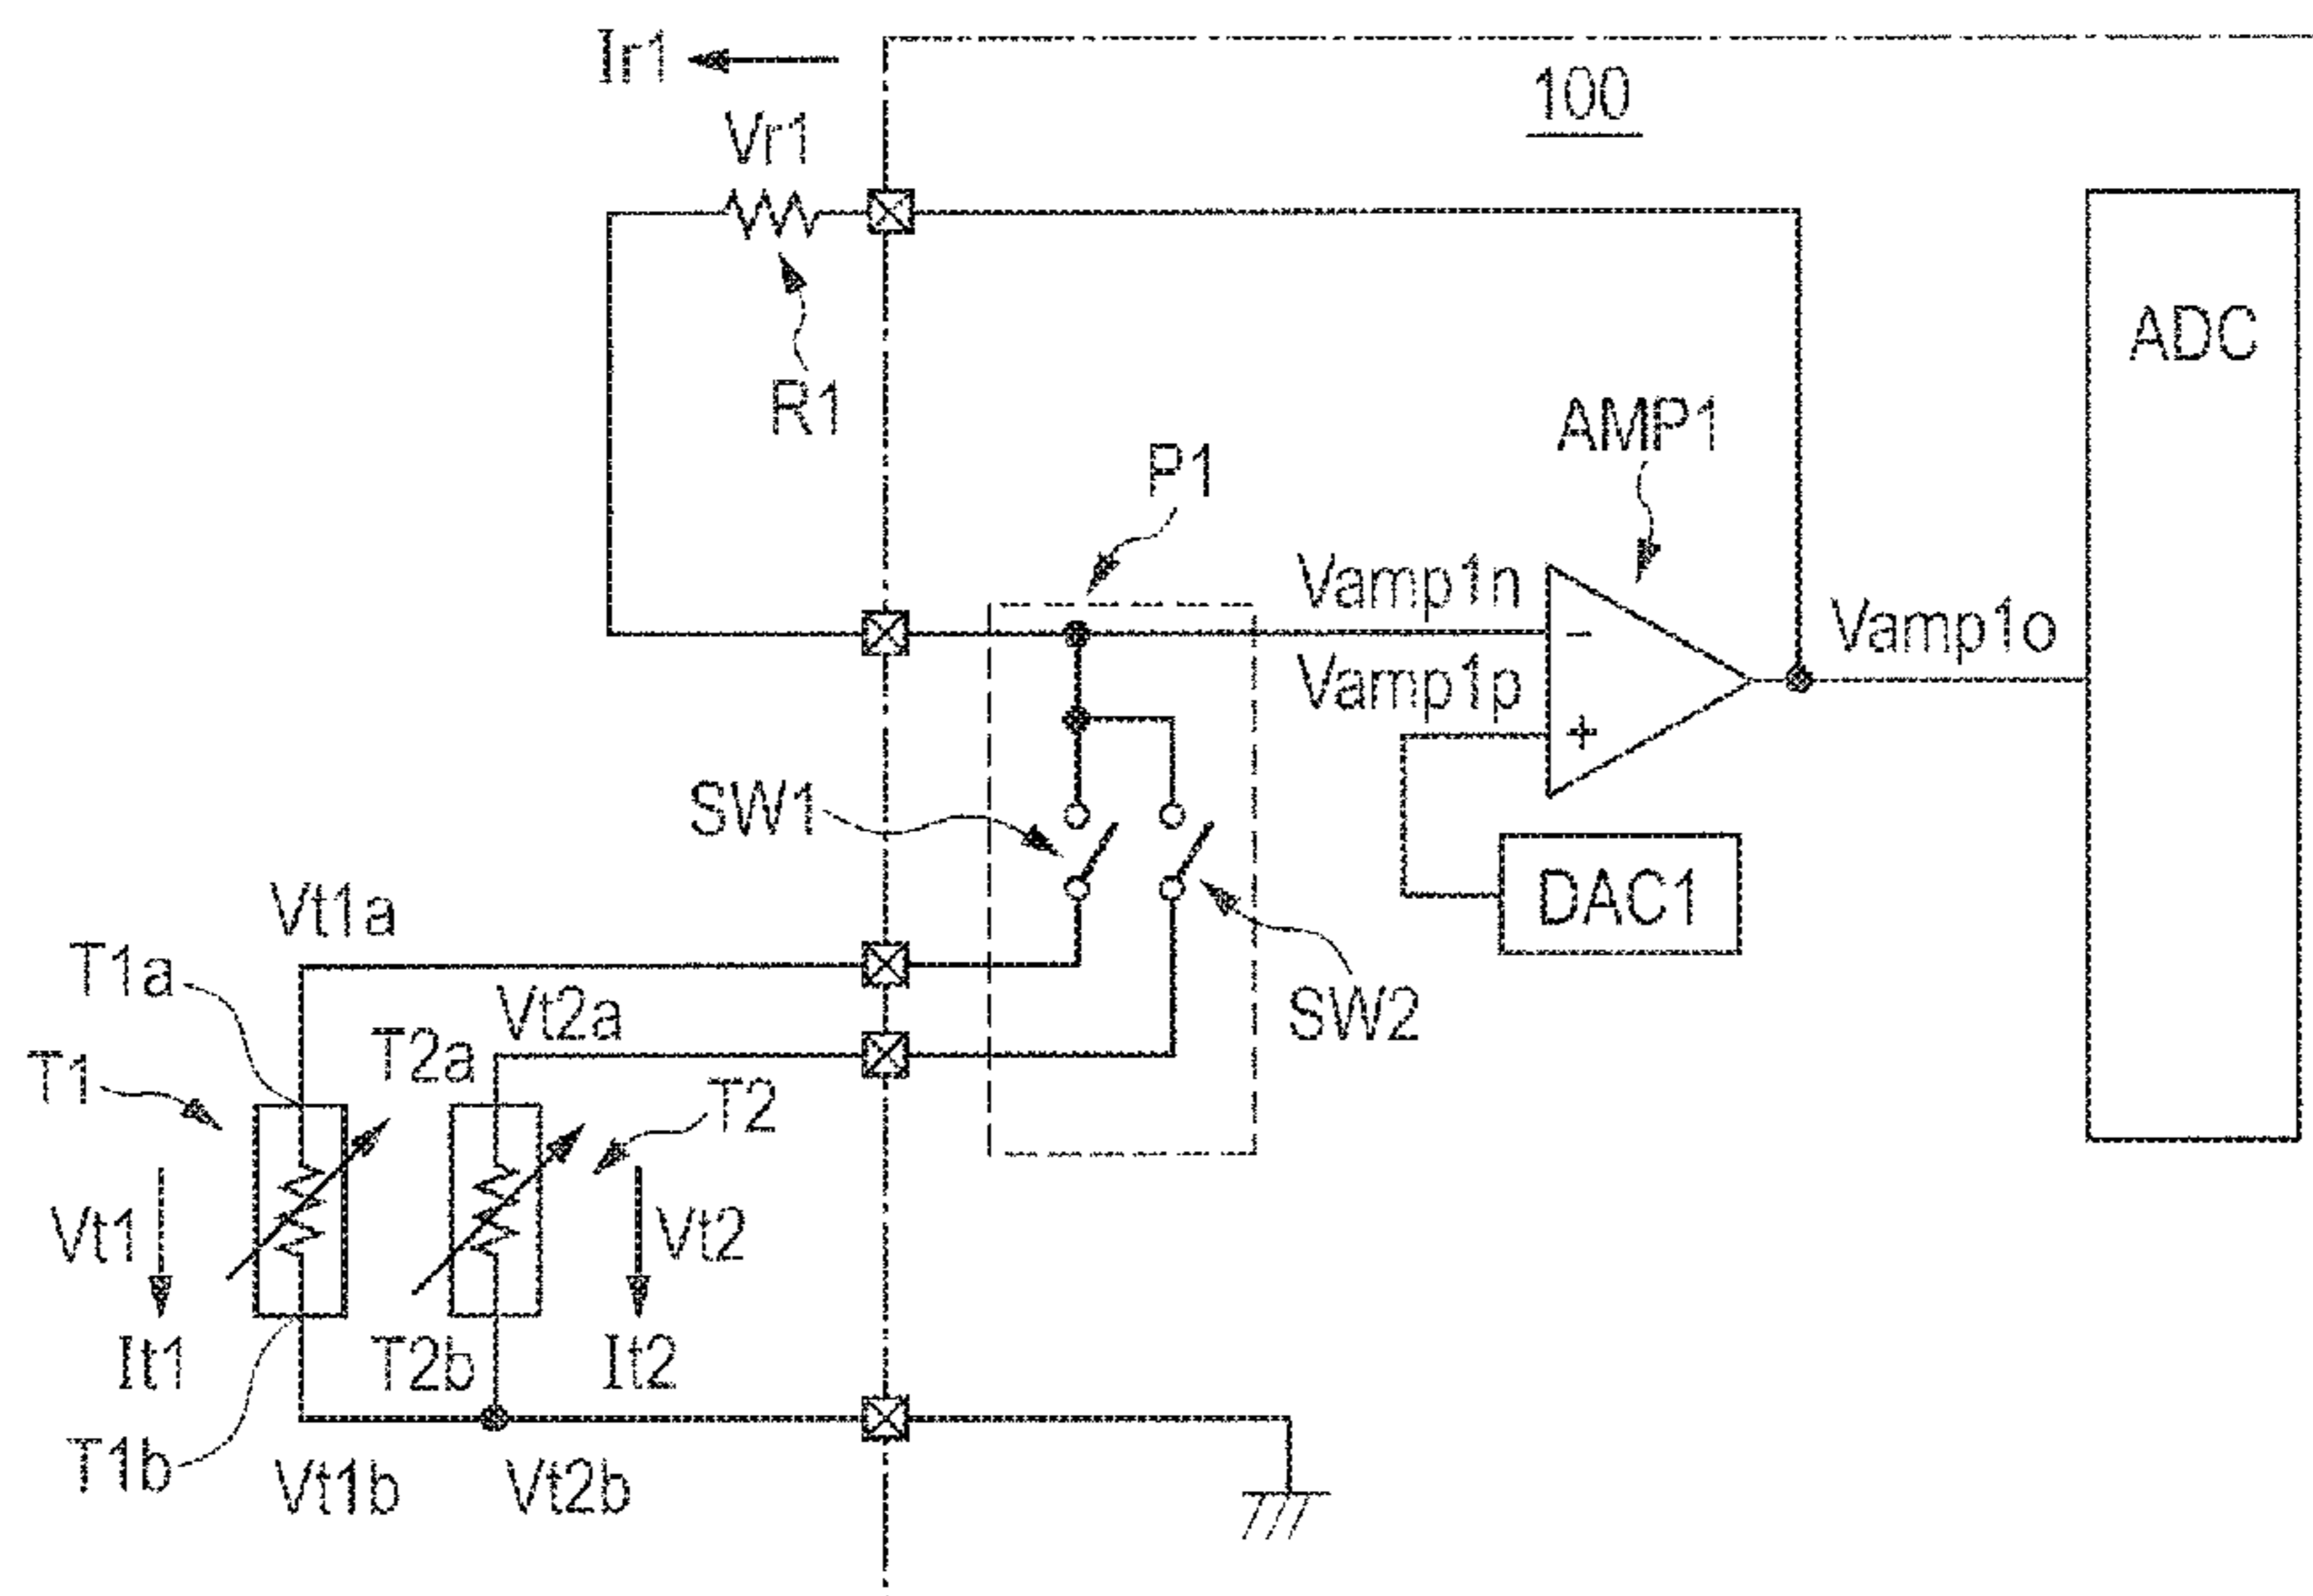 Ir1
100
Vr1
ADC
R1
AMP1
P1
Vamp1n
Vamp1o
Vamp1p
−
+
SW1
DAC1
Vt1a
T1a
Vt2a
SW2
T2a
T1
T2
Vt1
Vt2
It1
T2b
It2
T1b
Vt1b
Vt2b